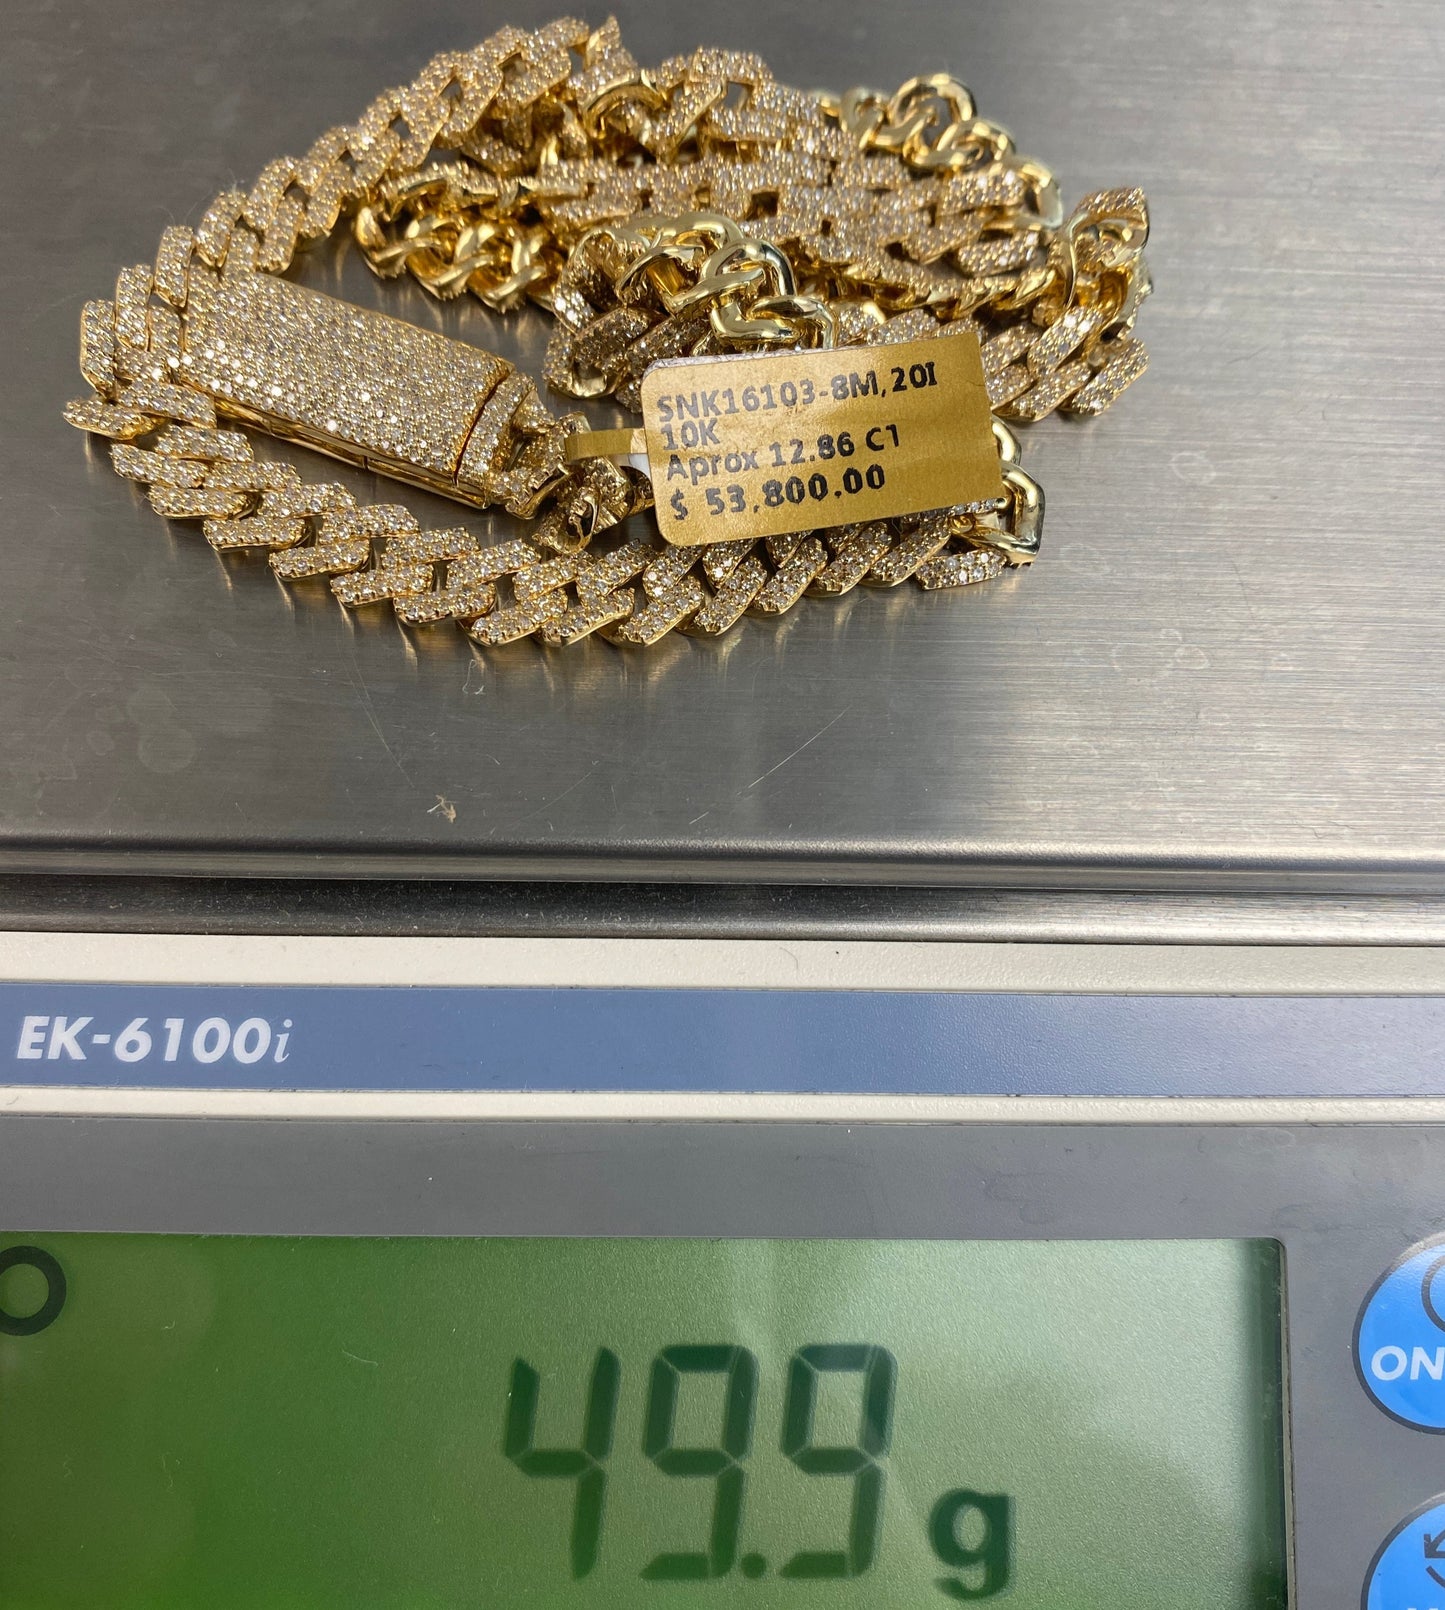 SNK16103-8M,20I
10K
Aprox 12.86 CT
$ 53,800.00
EK-6100i
49.9 g
ON